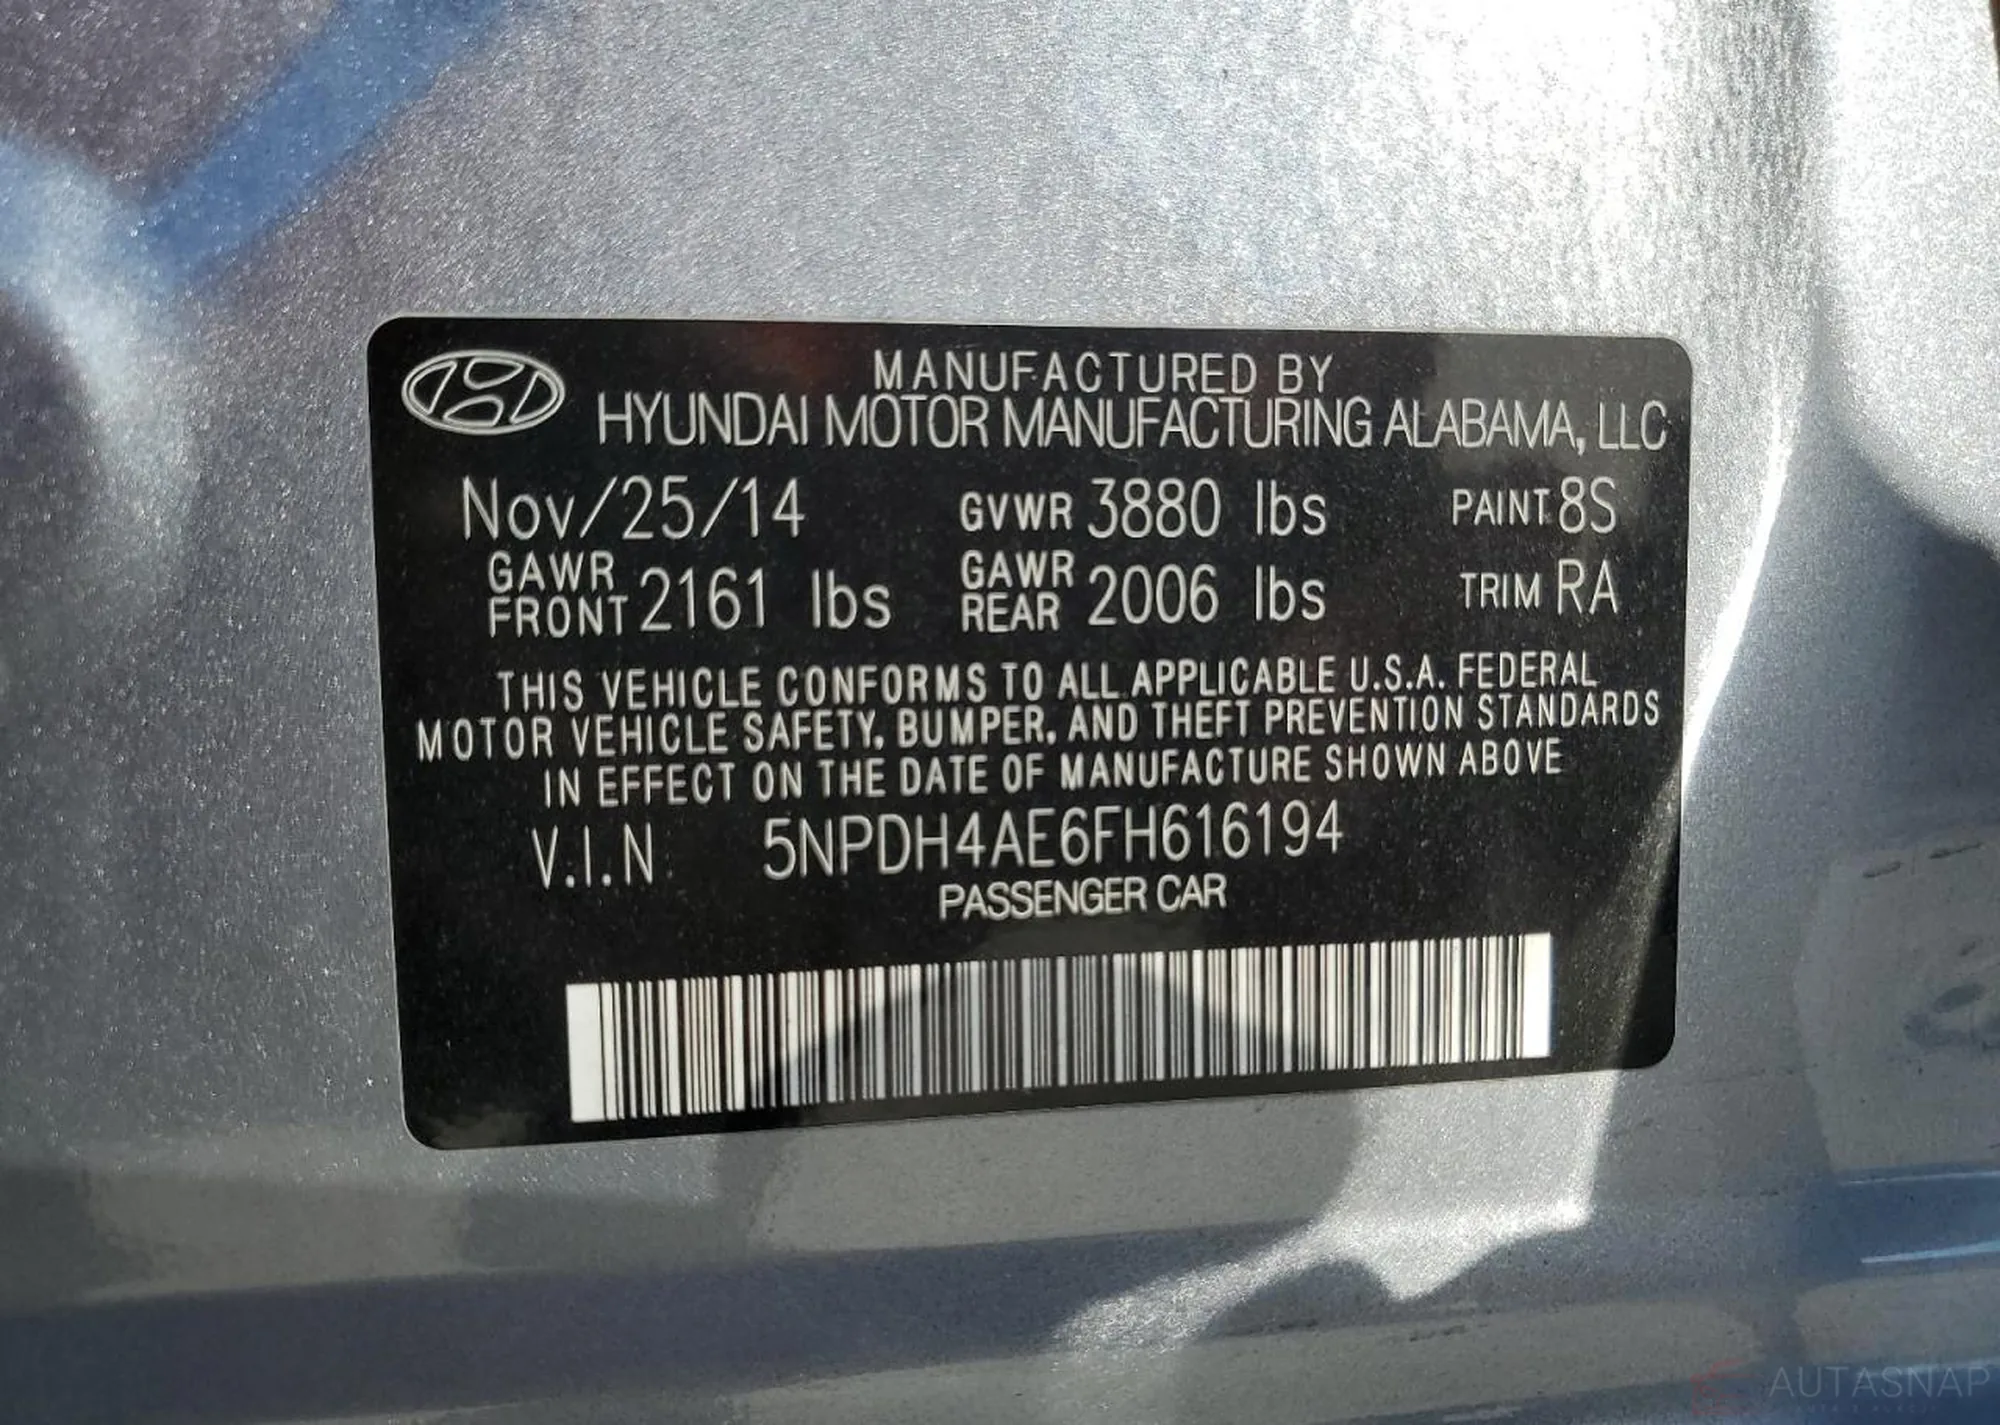 MANUFACTURED BY
HYUNDAI MOTOR MANUFACTURING ALABAMA, LLC
Nov/25/14 GVWR 3880 lbs PAINT 8S
GAWR FRONT 2161 lbs GAWR REAR 2006 lbs TRIM RA
THIS VEHICLE CONFORMS TO ALL APPLICABLE U.S.A. FEDERAL
MOTOR VEHICLE SAFETY, BUMPER, AND THEFT PREVENTION STANDARDS
IN EFFECT ON THE DATE OF MANUFACTURE SHOWN ABOVE
V.I.N 5NPDH4AE6FH616194
PASSENGER CAR
AUTASNAP